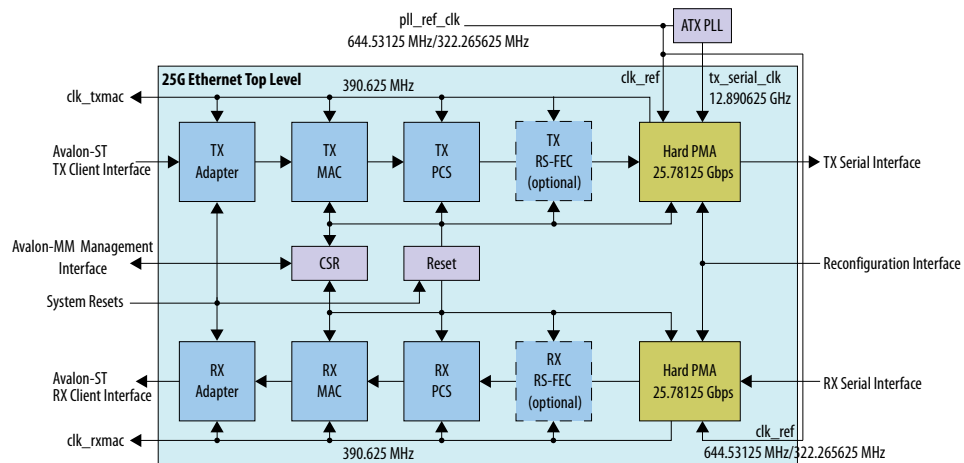 pll_ref_clk
644.53125 MHz/322.265625 MHz
ATX PLL
25G Ethernet Top Level
390.625 MHz
clk_ref
tx_serial_clk
12.890625 GHz
clk_txmac
Avalon-ST
TX Client Interface
TX
Adapter
TX
MAC
TX
PCS
TX
RS-FEC
(optional)
Hard PMA
25.78125 Gbps
TX Serial Interface
Avalon-MM Management
Interface
CSR
Reset
Reconfiguration Interface
System Resets
Avalon-ST
RX Client Interface
RX
Adapter
RX
MAC
RX
PCS
RX
RS-FEC
(optional)
Hard PMA
25.78125 Gbps
RX Serial Interface
clk_rxmac
390.625 MHz
clk_ref
644.53125 MHz/322.265625 MHz